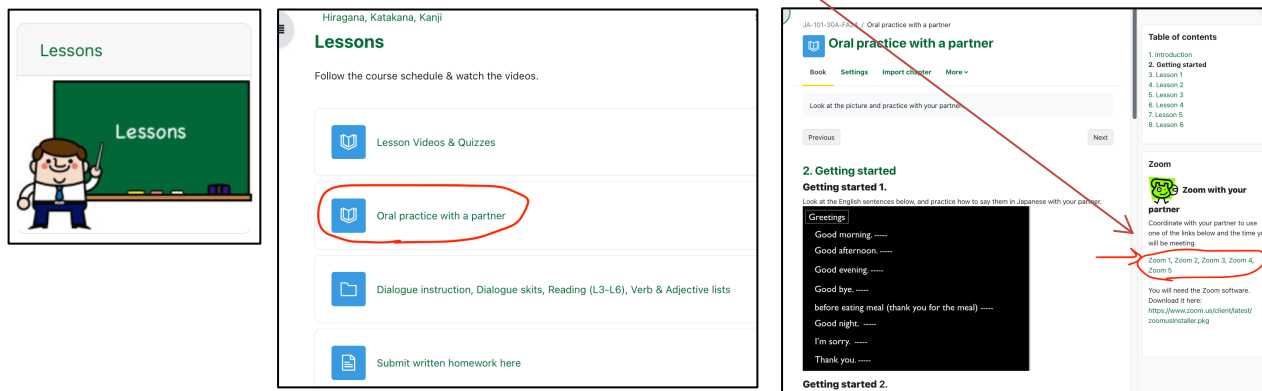 Lessons
Lessons
Hiragana, Katakana, Kanji
Lessons
Follow the course schedule & watch the videos.
Lesson Videos & Quizzes
Oral practice with a partner
Dialogue instruction, Dialogue skits, Reading (L3-L6), Verb & Adjective lists
Submit written homework here
/ Oral practice with a partner
Oral practice with a partner
Book Settings Import chapter More
Look at the picture and practice with your partner.
Previous Next
2. Getting started
Getting started 1.
Look at the English sentences below, and practice how to say them in Japanese with your partner.
Greetings
Good morning. -----
Good afternoon. -----
Good evening. -----
Good bye. -----
before eating meal (thank you for the meal) -----
Good night. -----
I'm sorry. -----
Thank you. -----
Getting started 2.
Table of contents
1. Introduction
2. Getting started
3. Lesson 1
4. Lesson 2
5. Lesson 3
6. Lesson 4
7. Lesson 5
8. Lesson 6
Zoom
Zoom with your
partner
Coordinate with your partner to use
one of the links below and the time
will be meeting.
Zoom 1, Zoom 2, Zoom 3, Zoom 4,
Zoom 5
You will need the Zoom software.
Download it here:
https://www.zoom.us/client/latest/
zoomusInstaller.pkg